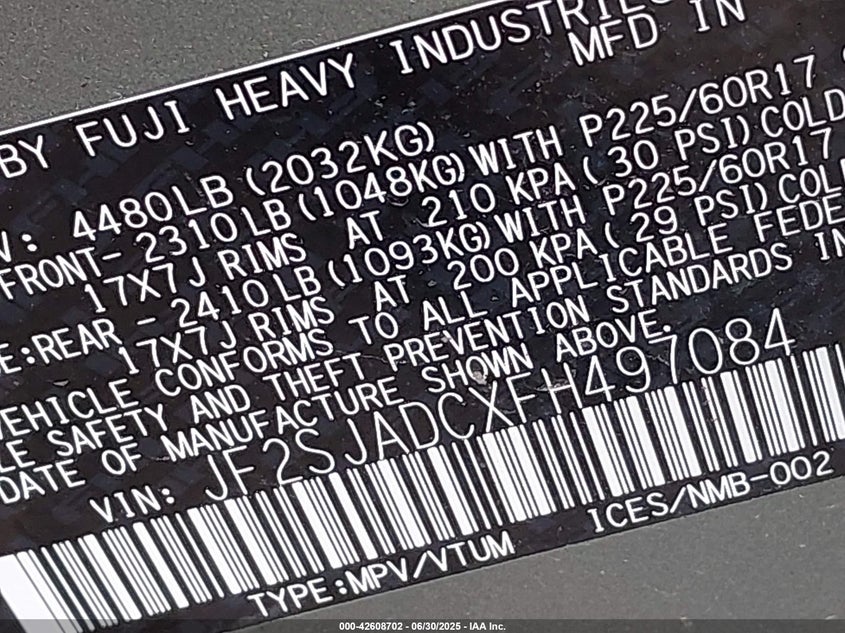 BY FUJI HEAVY INDUSTRIES
MFD IN
4480LB (2032KG)
FRONT- 2310LB (1048KG) WITH P225/60R17
17X7J RIMS AT 210 KPA (30 PSI) COLD
REAR - 2410LB (1093KG) WITH P225/60R17
17X7J RIMS AT 200 KPA (29 PSI) COLD
VEHICLE CONFORMS TO ALL APPLICABLE
SAFETY AND THEFT PREVENTION STANDARDS IN
DATE OF MANUFACTURE SHOWN ABOVE.
VIN: JF2SJADCXFH497084
TYPE:MPV/VTUM ICES/NMB-002
000-42608702 - 06/30/2025 - IAA Inc.